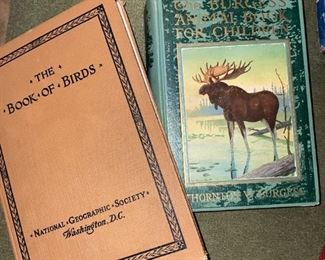 THE
BOOK OF BIRDS
NATIONAL GEOGRAPHIC SOCIETY
Washington, D.C.
BURGESS
ANIMAL BOOK
FOR CHILDREN
THORNTON W. BURGESS